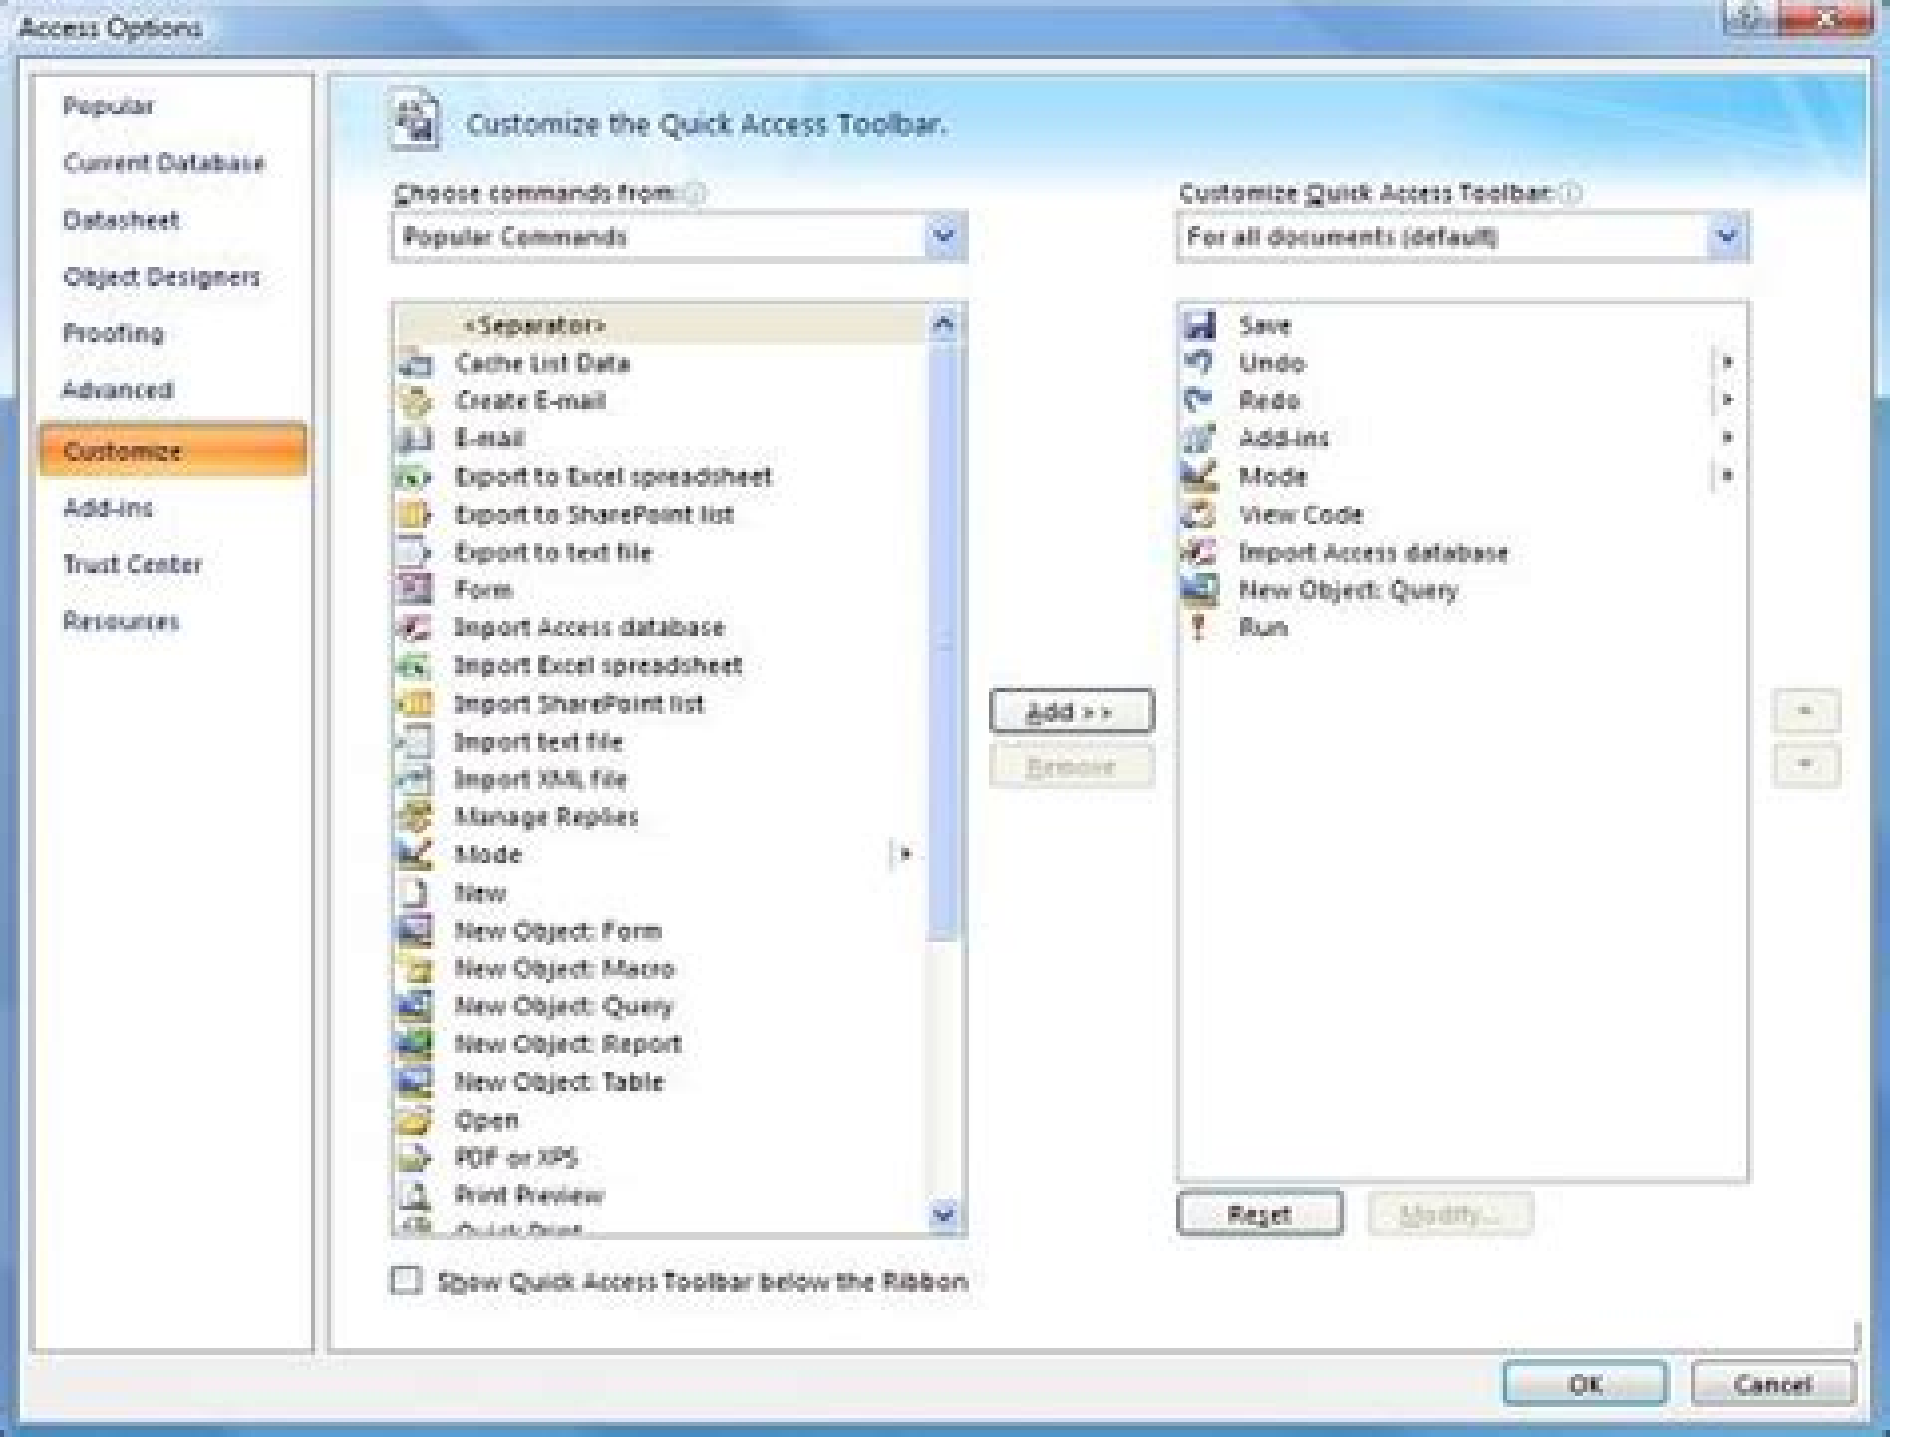 Access Options
Popular
Current Database
Datasheet
Object Designers
Proofing
Advanced
Customize
Add-ins
Trust Center
Resources
Customize the Quick Access Toolbar.
Choose commands from:
Popular Commands
<Separator>
Cache List Data
Create E-mail
E-mail
Export to Excel spreadsheet
Export to SharePoint list
Export to text file
Form
Import Access database
Import Excel spreadsheet
Import SharePoint list
Import text file
Import XML file
Manage Replies
Mode
New
New Object: Form
New Object: Macro
New Object: Query
New Object: Report
New Object: Table
Open
PDF or XPS
Print Preview
Quick Print
Show Quick Access Toolbar below the Ribbon
Add >>
Remove
Customize Quick Access Toolbar:
For all documents (default)
Save
Undo
Redo
Add-ins
Mode
View Code
Import Access database
New Object: Query
Run
Reset
Modify...
OK
Cancel